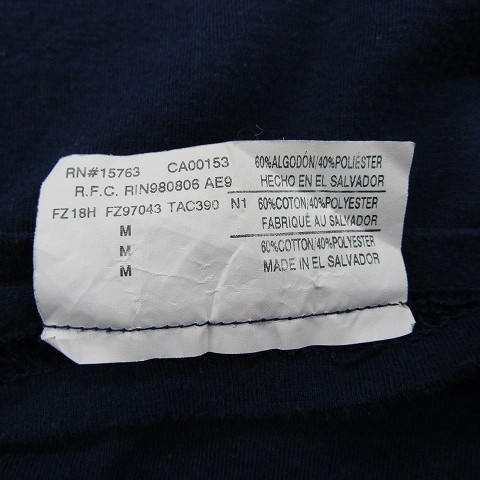 RN#15763 CA00153
R.F.C. RIN980806 AE9
FZ18H FZ97043 TAC390 N1
M
M
M
60%ALGODÓN/40%POLIÉSTER
HECHO EN EL SALVADOR
60%COTON/40%POLYESTER
FABRIQUÉ AU SALVADOR
60%COTTON/40%POLYESTER
MADE IN EL SALVADOR